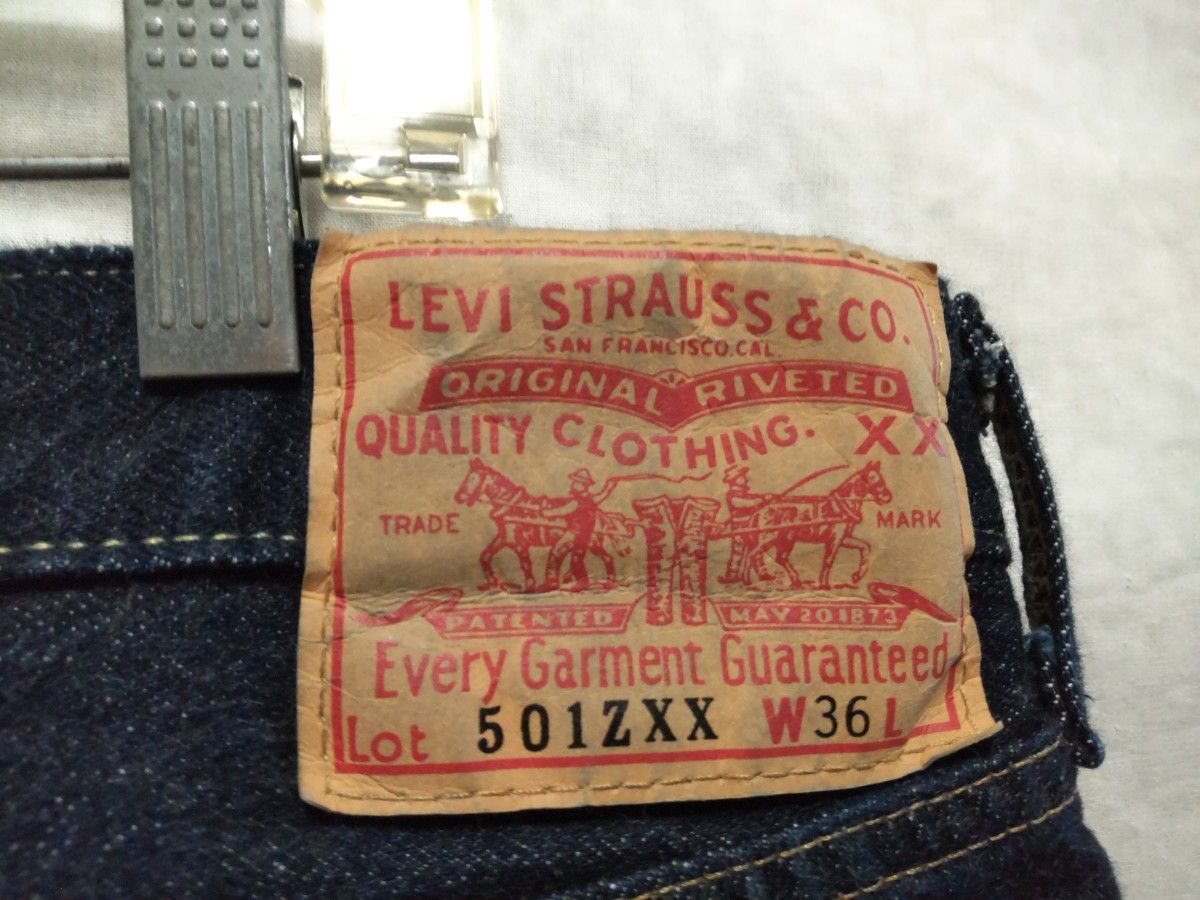 LEVI STRAUSS & CO.
SAN FRANCISCO.CAL.
ORIGINAL RIVETED
QUALITY CLOTHING. XX
TRADE MARK
PATENTED MAY 20 1873
Every Garment Guaranteed
Lot 501ZXX W36L